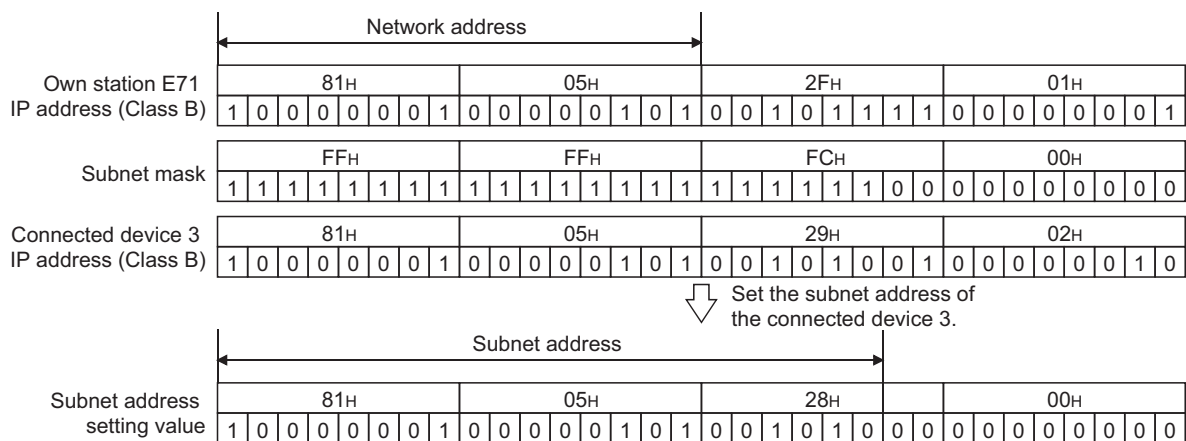 Network address
Own station E71
IP address (Class B)
81H 05H 2FH 01H
1 0 0 0 0 0 0 1 0 0 0 0 0 1 0 1 0 0 1 0 1 1 1 1 0 0 0 0 0 0 0 1
Subnet mask
FFH FFH FCH 00H
1 1 1 1 1 1 1 1 1 1 1 1 1 1 1 1 1 1 1 1 1 1 0 0 0 0 0 0 0 0 0 0
Connected device 3
IP address (Class B)
81H 05H 29H 02H
1 0 0 0 0 0 0 1 0 0 0 0 0 1 0 1 0 0 1 0 1 0 0 1 0 0 0 0 0 0 1 0
Set the subnet address of
the connected device 3.
Subnet address
Subnet address
setting value
81H 05H 28H 00H
1 0 0 0 0 0 0 1 0 0 0 0 0 1 0 1 0 0 1 0 1 0 0 0 0 0 0 0 0 0 0 0